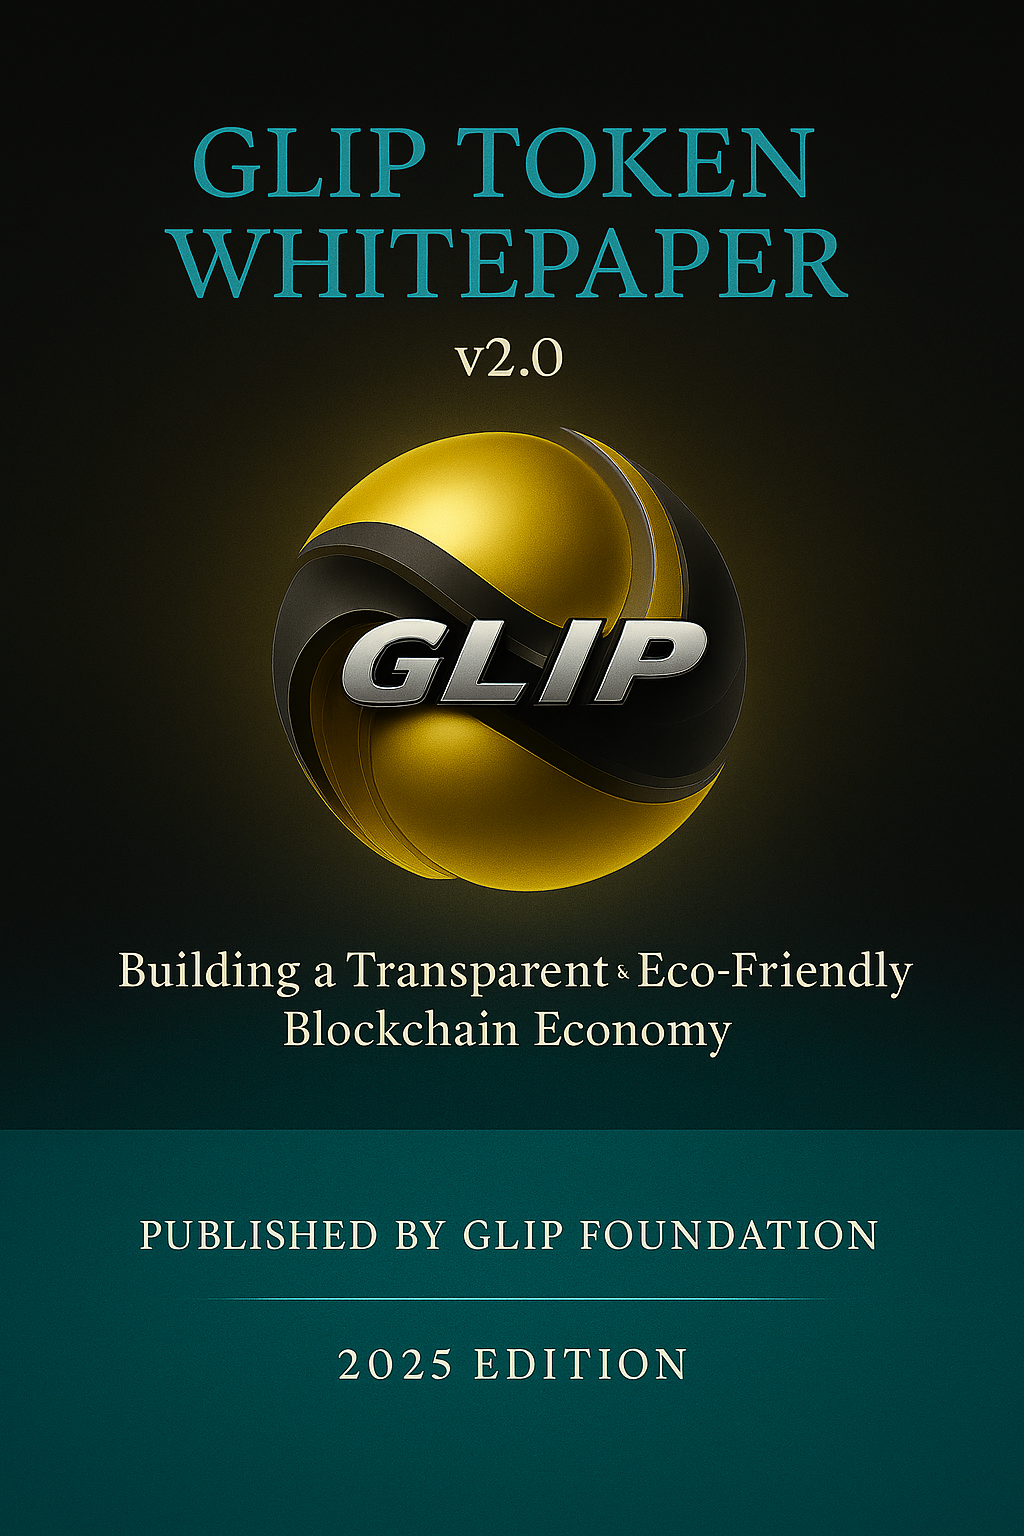 GLIP TOKEN
WHITEPAPER
v2.0
GLIP
Building a Transparent & Eco-Friendly
Blockchain Economy
PUBLISHED BY GLIP FOUNDATION
2025 EDITION